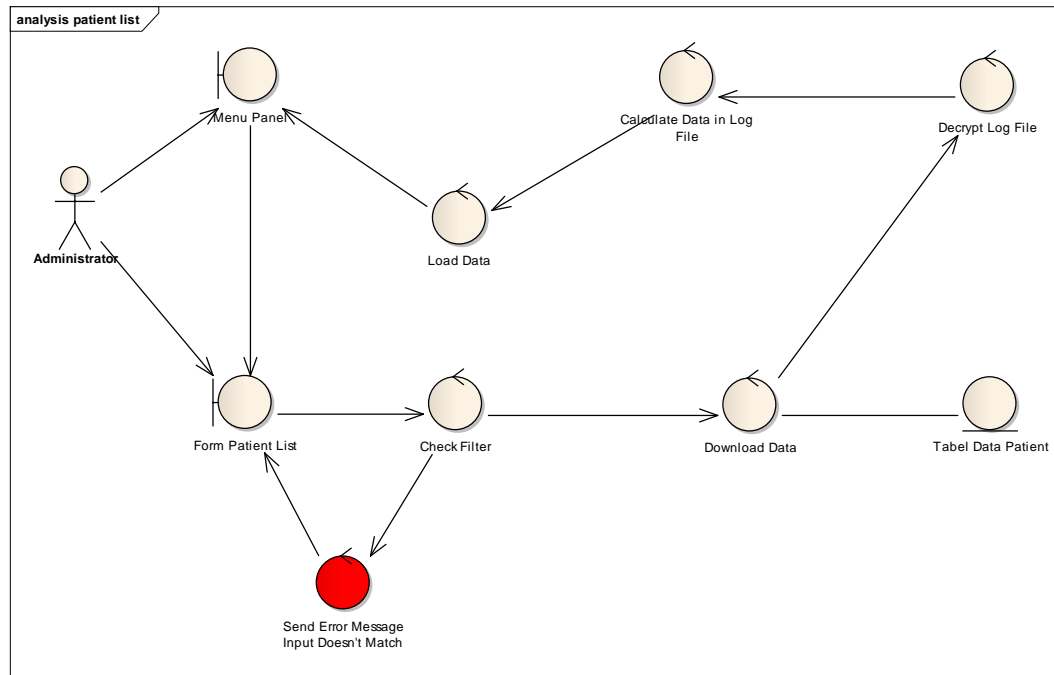 analysis patient list
Menu Panel
Calculate Data in Log
File
Decrypt Log File
Administrator
Load Data
Form Patient List
Check Filter
Download Data
Tabel Data Patient
Send Error Message
Input Doesn't Match